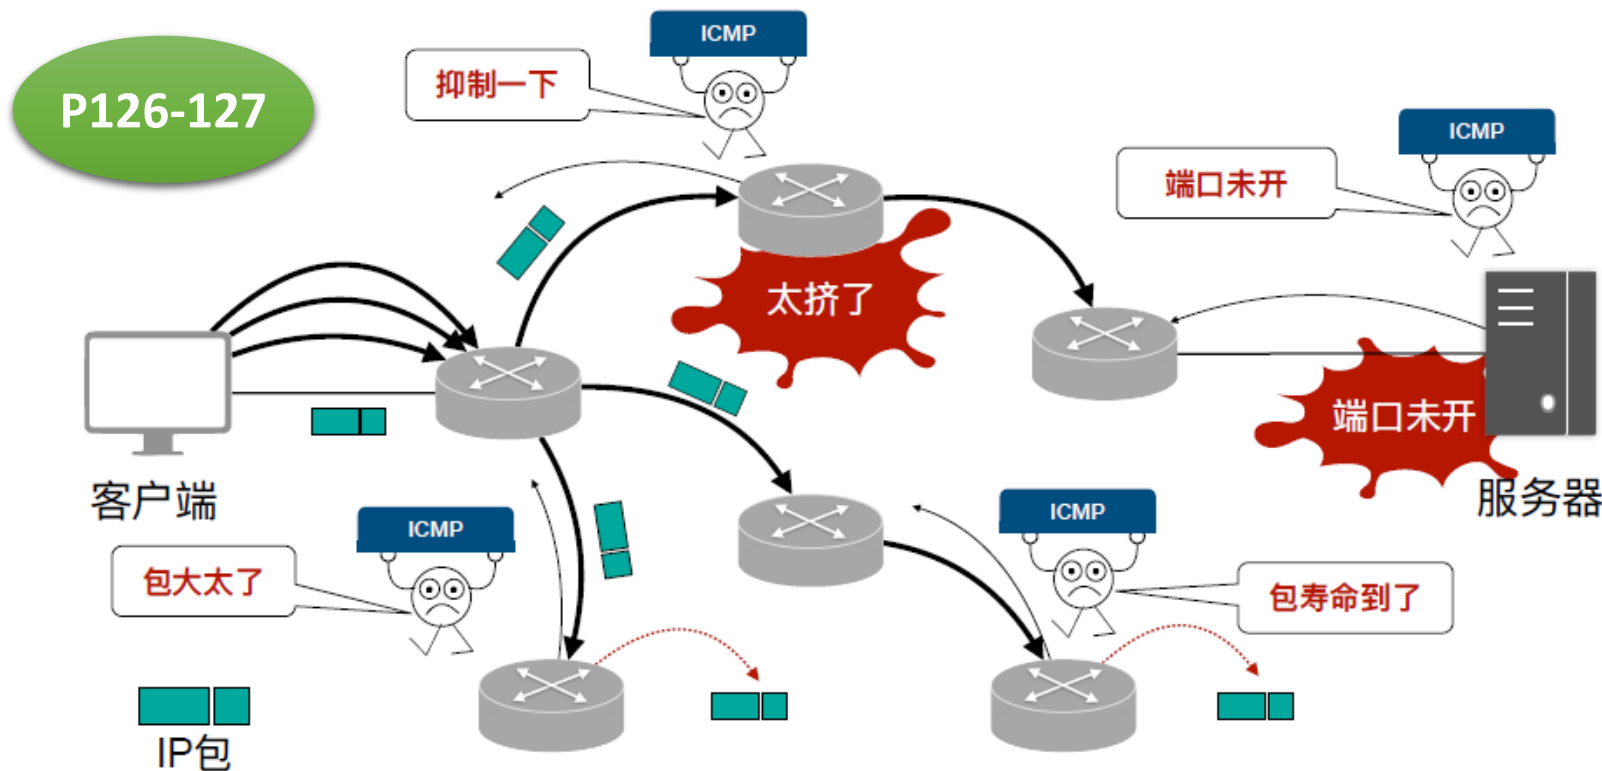 P126-127
ICMP
抑制一下
ICMP
端口未开
太挤了
端口未开
客户端
服务器
ICMP
包大太了
ICMP
包寿命到了
IP包